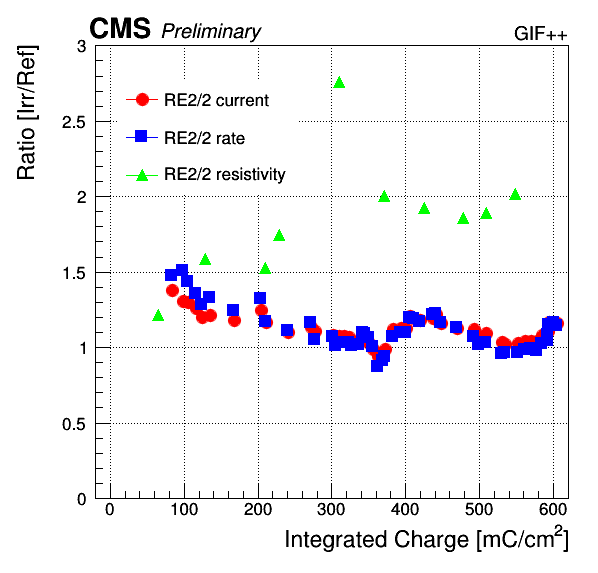 CMS Preliminary GIF++
Ratio [Irr/Ref]
3
2.5
2
1.5
1
0.5
0
RE2/2 current
RE2/2 rate
RE2/2 resistivity
0 100 200 300 400 500 600
Integrated Charge [mC/cm²]